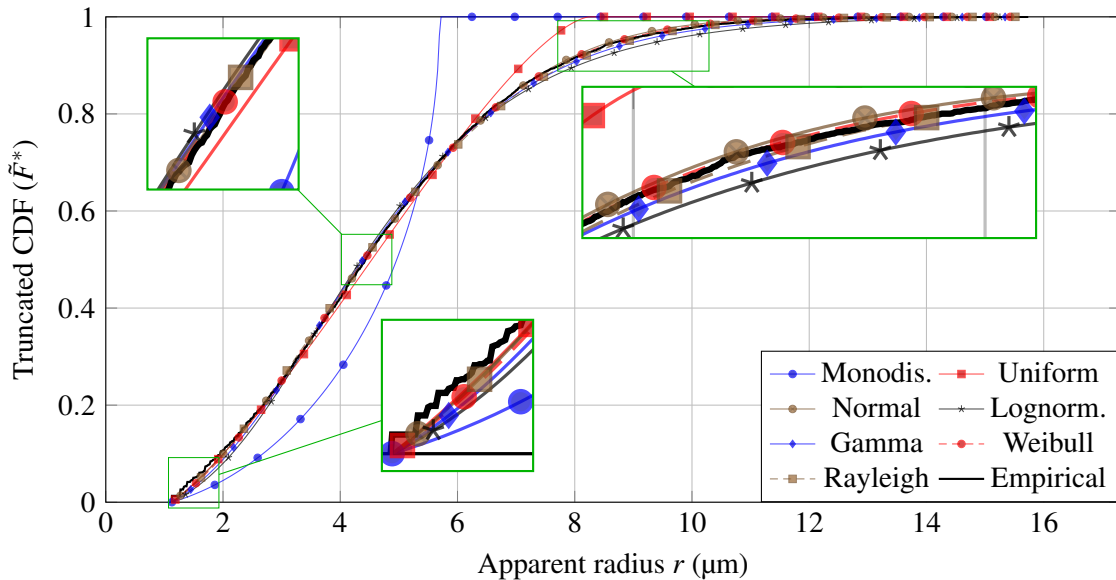 Truncated CDF (F̃*)
1
0.8
0.6
0.4
0.2
0
0 2 4 6 8 10 12 14 16
Apparent radius r (µm)
Monodis. Uniform
Normal Lognorm.
Gamma Weibull
Rayleigh Empirical